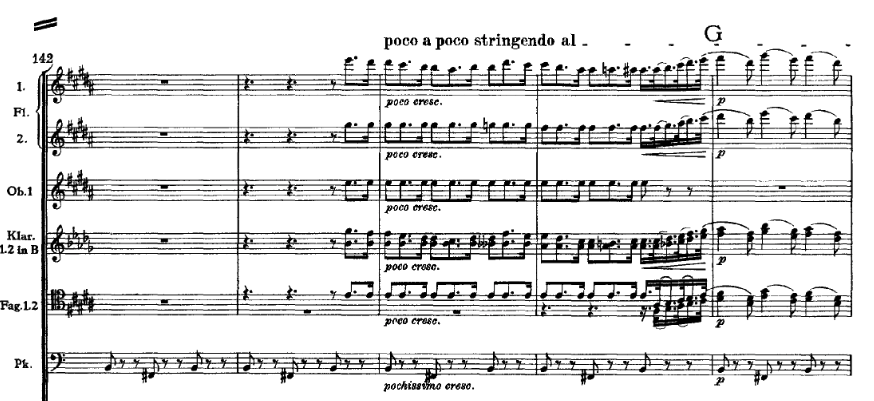 poco a poco stringendo al
G
142
1.
poco cresc.
p
Fl.
2.
poco cresc.
p
Ob.1
poco cresc.
Klar.
1.2 in B
poco cresc.
p
Fag.1.2
poco cresc.
p
Pk.
pochissimo cresc.
p